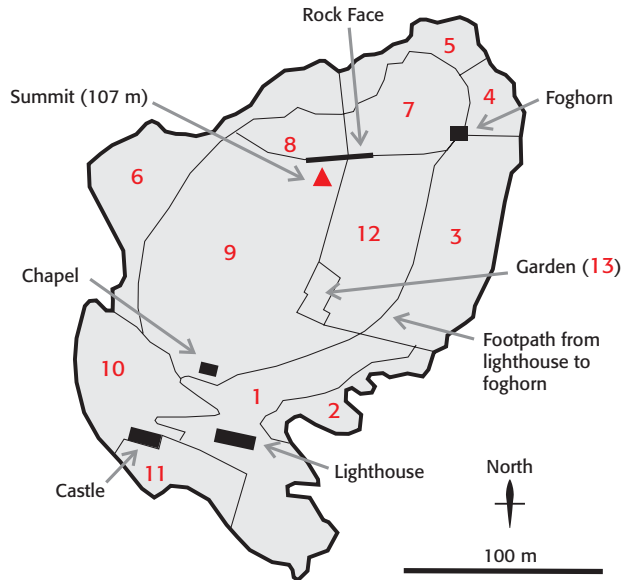 Rock Face
5
Summit (107 m)
4
7
Foghorn
8
6
12
3
9
Garden (13)
Chapel
Footpath from
lighthouse to
foghorn
10
1
2
11
Lighthouse
Castle
North
100 m